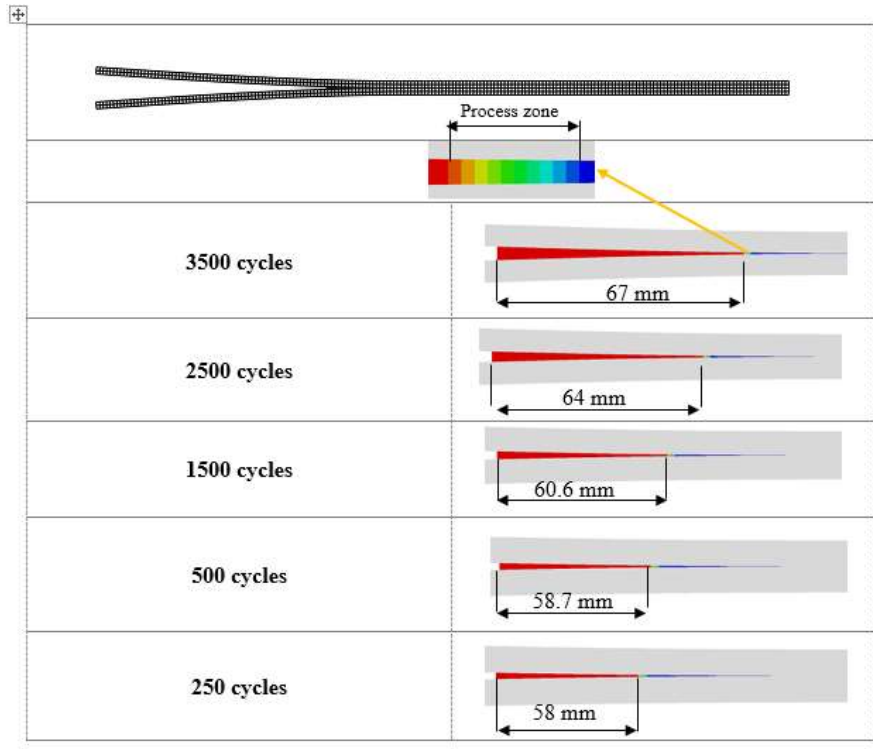 Process zone
3500 cycles
67 mm
2500 cycles
64 mm
1500 cycles
60.6 mm
500 cycles
58.7 mm
250 cycles
58 mm